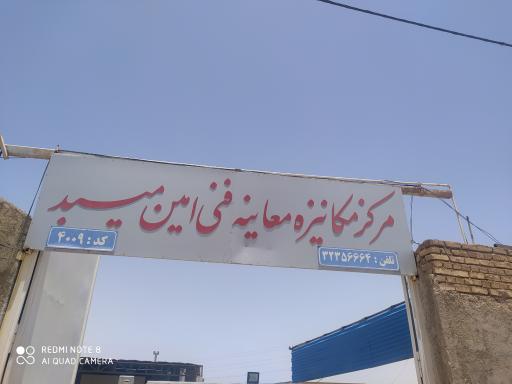 مرکز مکانیزه معاینه فنی امین میبد
تلفن : ۳۲۳۵۶۶۶۴
کد : ۴۰۰۹
REDMI NOTE 8
AI QUAD CAMERA